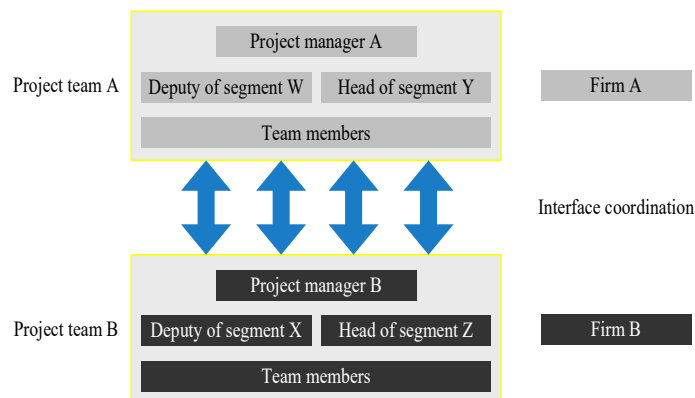 Project manager A
Project team A
Deputy of segment W
Head of segment Y
Firm A
Team members
Interface coordination
Project manager B
Project team B
Deputy of segment X
Head of segment Z
Firm B
Team members